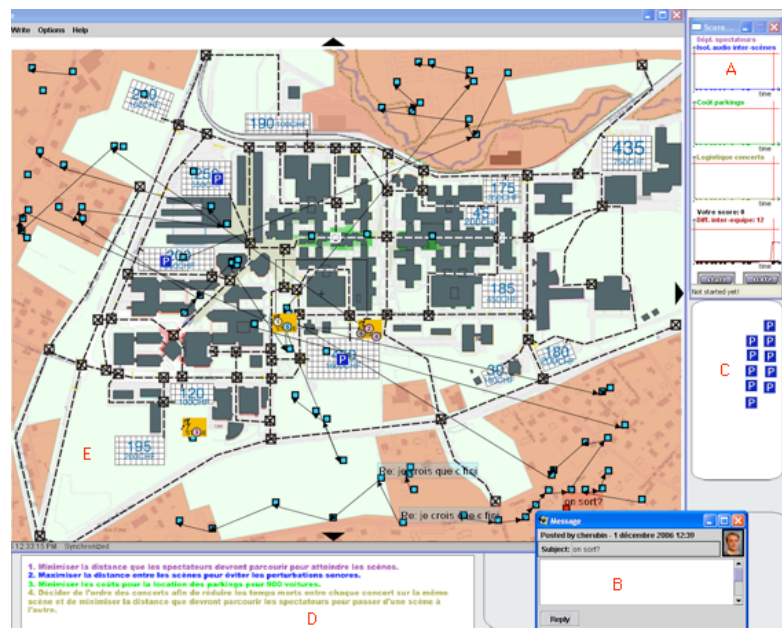 Write Options Help
Score...
Dépl. spectateurs
Isol. audio inter-scènes
A
time
Coût parkings
time
Logistique concerts
time
Votre score: 0
Diff. inter-equipe: 12
time
Not started yet!
190 100CHF
435
750CHF
175
45
185
180
30
120
100CHF
195
200CHF
P
P
P
C
P
P P
P P
P P
P P
P
E
Re: je crois que c fini
on sort?
Re: je crois que c fini
12:33:15 PM Synchronized
1. Minimiser la distance que les spectateurs devront parcourir pour atteindre les scènes.
2. Maximiser la distance entre les scènes pour éviter les perturbations sonores.
3. Minimiser les coûts pour la location des parkings pour 900 voitures.
4. Décider de l'ordre des concerts afin de réduire les temps morts entre chaque concert sur la même
scène et de minimiser la distance que devront parcourir les spectateurs pour passer d'une scène à
l'autre.
D
Message
Posted by cherubin - 1 décembre 2006 12:39
Subject: on sort?
B
Reply